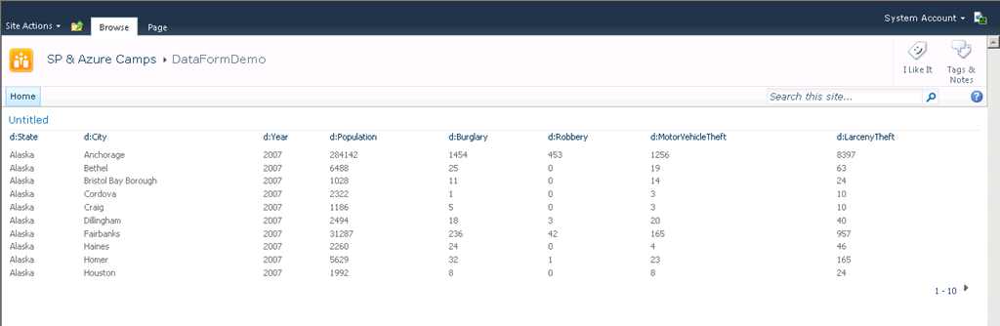 Site Actions Browse Page System Account
SP & Azure Camps DataFormDemo
I Like It Tags &
Notes
Home Search this site...
Untitled
d:State d:City d:Year d:Population d:Burglary d:Robbery d:MotorVehicleTheft d:LarcenyTheft
Alaska Anchorage 2007 284142 1454 453 1256 8397
Alaska Bethel 2007 6488 25 0 19 63
Alaska Bristol Bay Borough 2007 1028 11 0 14 24
Alaska Cordova 2007 2322 1 0 3 10
Alaska Craig 2007 1186 5 0 3 10
Alaska Dillingham 2007 2494 18 3 20 40
Alaska Fairbanks 2007 31287 236 42 165 957
Alaska Haines 2007 2260 24 0 4 46
Alaska Homer 2007 5629 32 1 23 165
Alaska Houston 2007 1992 8 0 8 24
1 - 10